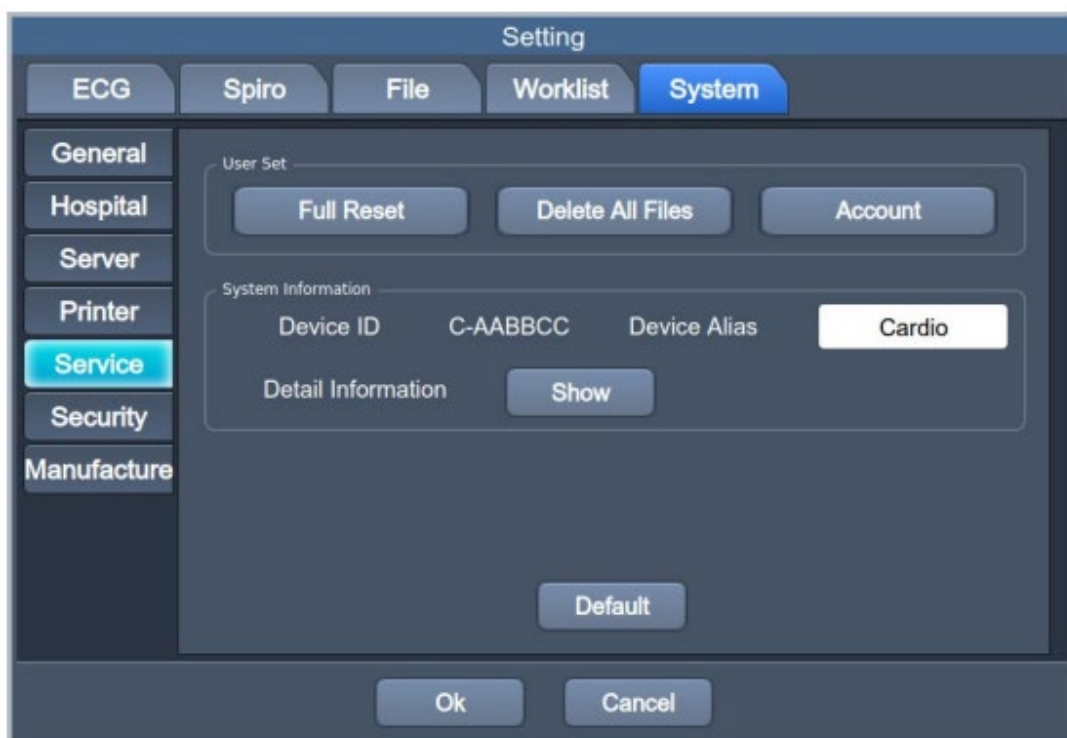 Setting
ECG Spiro File Worklist System
General
Hospital
Server
Printer
Service
Security
Manufacture
User Set
Full Reset Delete All Files Account
System Information
Device ID C-AABBCC Device Alias Cardio
Detail Information Show
Default
Ok Cancel